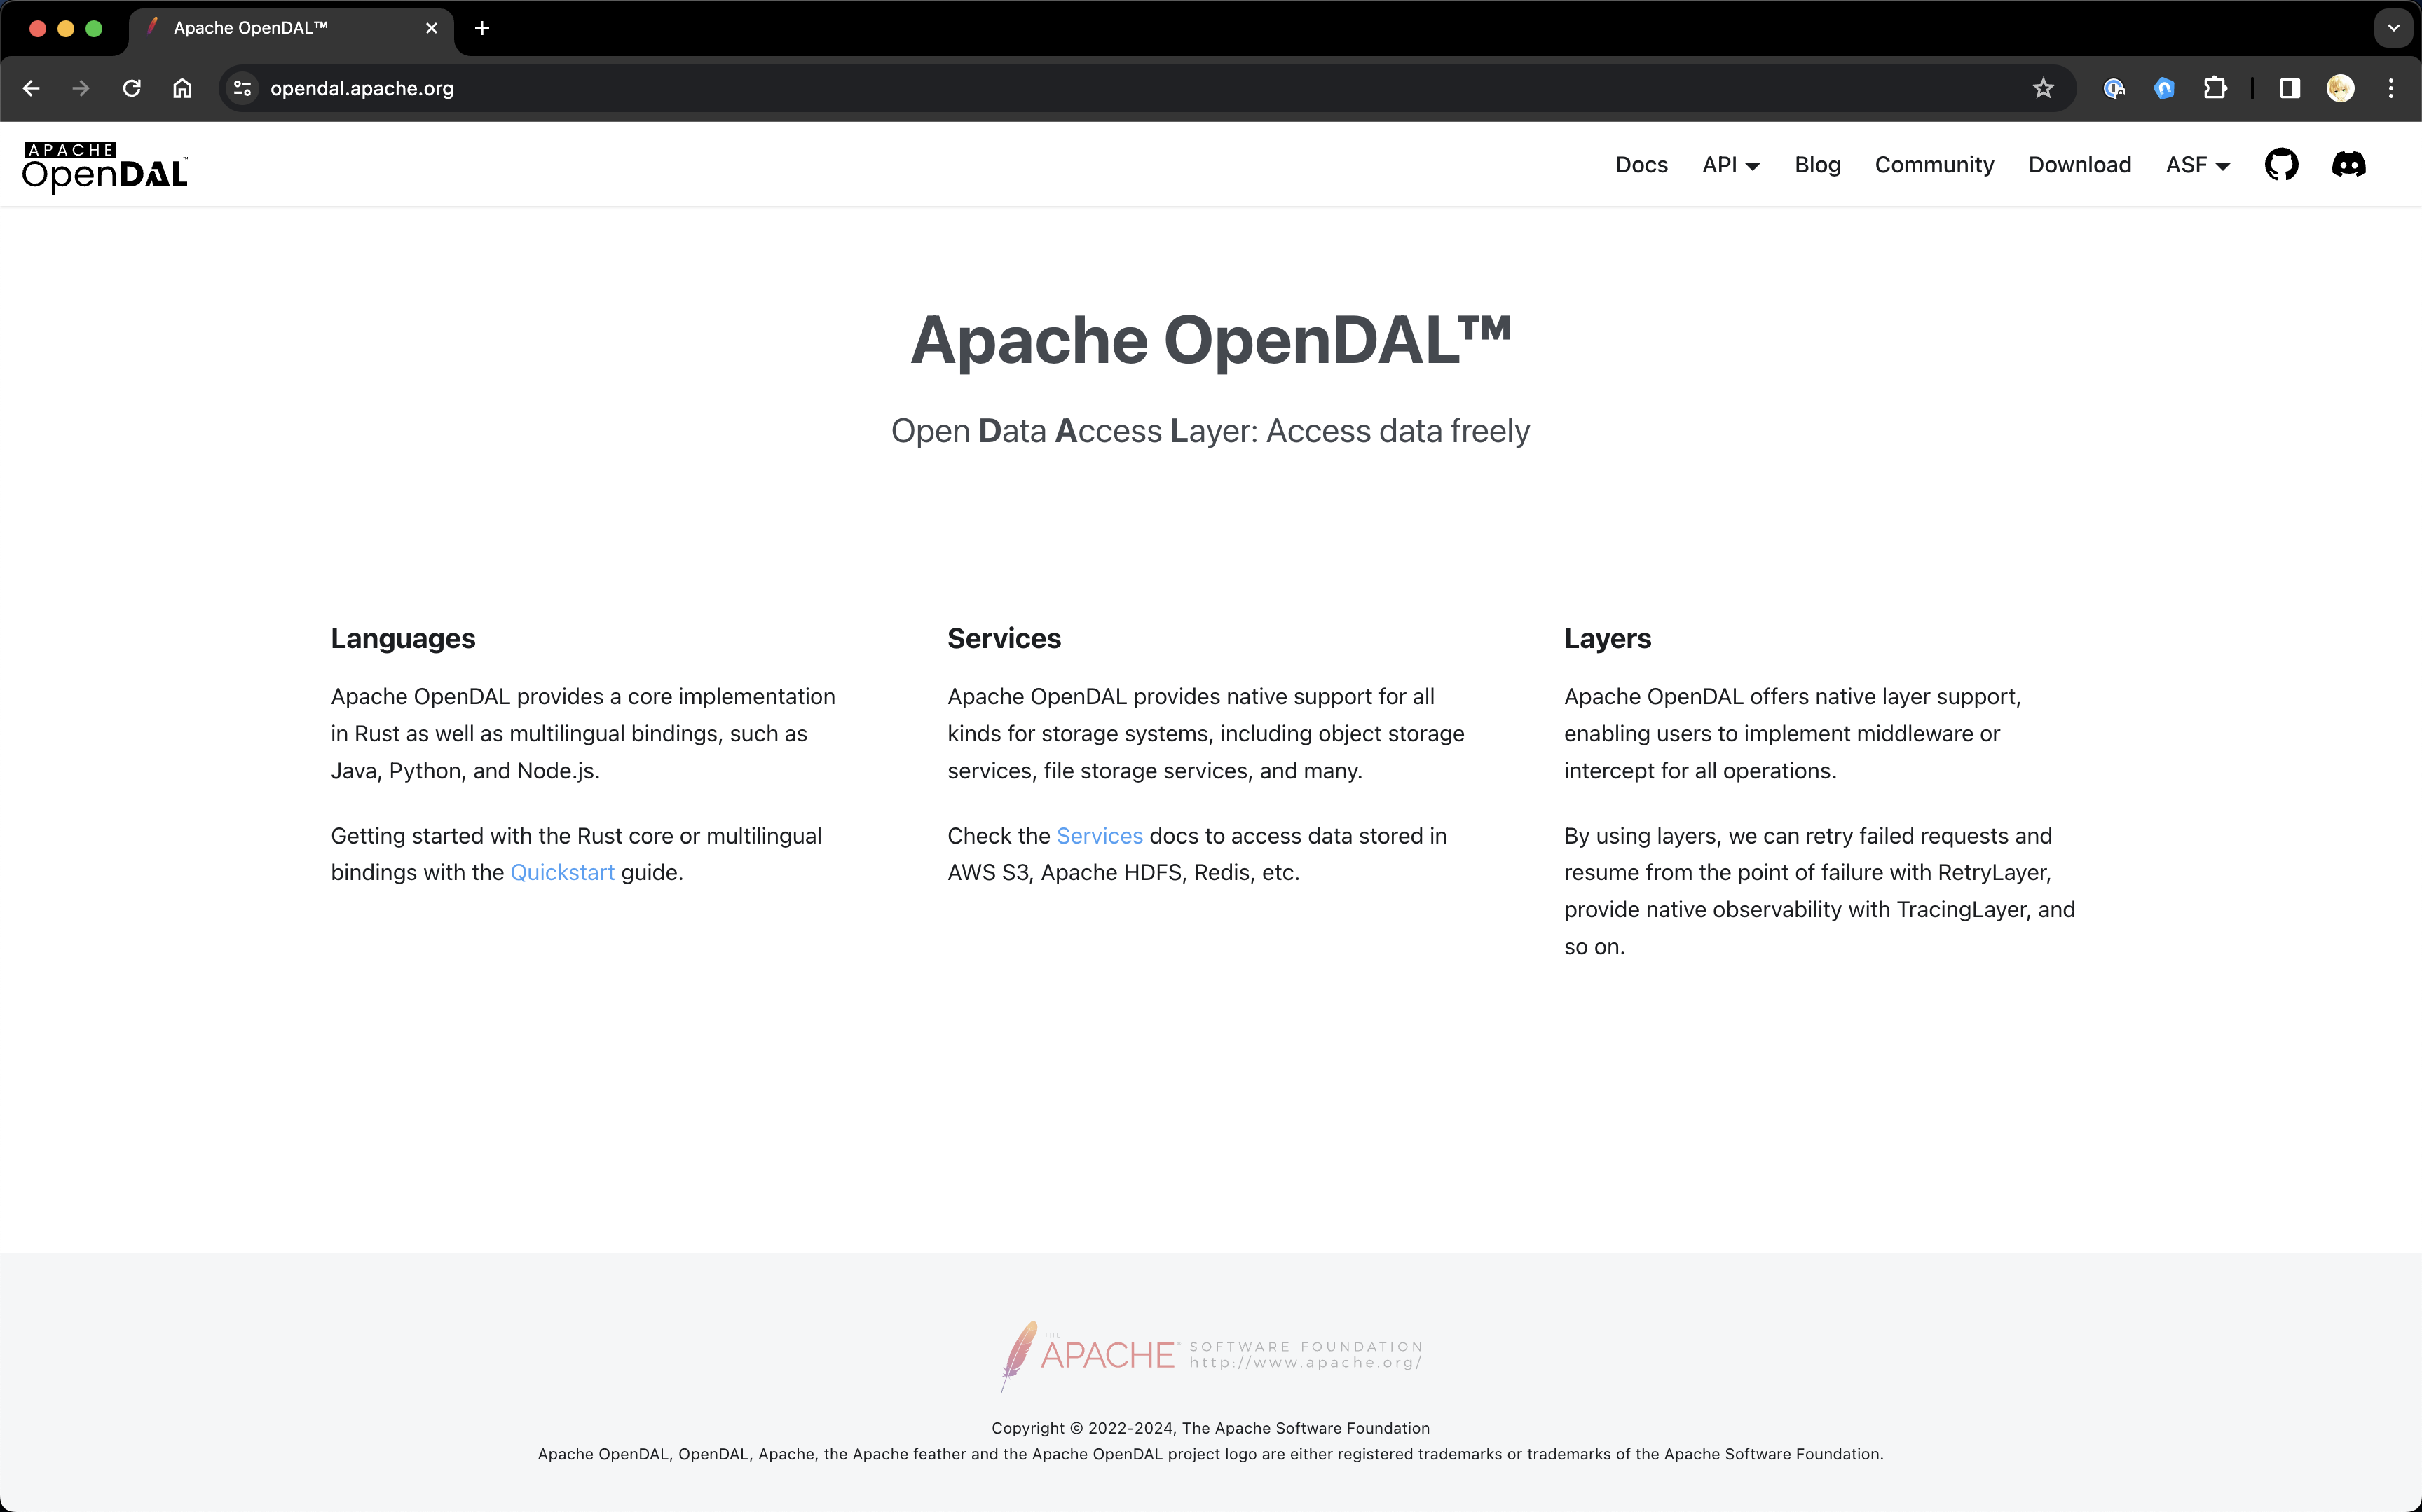 Apache OpenDAL™
opendal.apache.org
APACHE
OpenDAL™
Docs API Blog Community Download ASF
Apache OpenDAL™
Open Data Access Layer: Access data freely
Languages
Apache OpenDAL provides a core implementation
in Rust as well as multilingual bindings, such as
Java, Python, and Node.js.
Getting started with the Rust core or multilingual
bindings with the Quickstart guide.
Services
Apache OpenDAL provides native support for all
kinds for storage systems, including object storage
services, file storage services, and many.
Check the Services docs to access data stored in
AWS S3, Apache HDFS, Redis, etc.
Layers
Apache OpenDAL offers native layer support,
enabling users to implement middleware or
intercept for all operations.
By using layers, we can retry failed requests and
resume from the point of failure with RetryLayer,
provide native observability with TracingLayer, and
so on.
THE
APACHE® SOFTWARE FOUNDATION
http://www.apache.org/
Copyright © 2022-2024, The Apache Software Foundation
Apache OpenDAL, OpenDAL, Apache, the Apache feather and the Apache OpenDAL project logo are either registered trademarks or trademarks of the Apache Software Foundation.